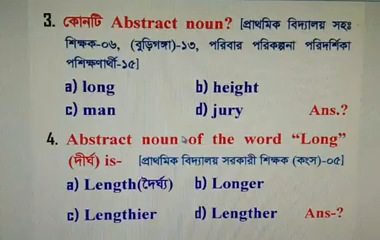 3. কোনটি Abstract noun? [প্রাথমিক বিদ্যালয় সহঃ
শিক্ষক-০৬, (বুড়িগঙ্গা)-১৩, পরিবার পরিকল্পনা পরিদর্শিকা
পশিক্ষণার্থী-১৫]
a) long b) height
c) man d) jury Ans.?
4. Abstract noun of the word “Long”
(দীর্ঘ) is- [প্রাথমিক বিদ্যালয় সরকারী শিক্ষক (কংস)-০৫]
a) Length(দৈর্ঘ্য) b) Longer
c) Lengthier d) Lengther Ans-?